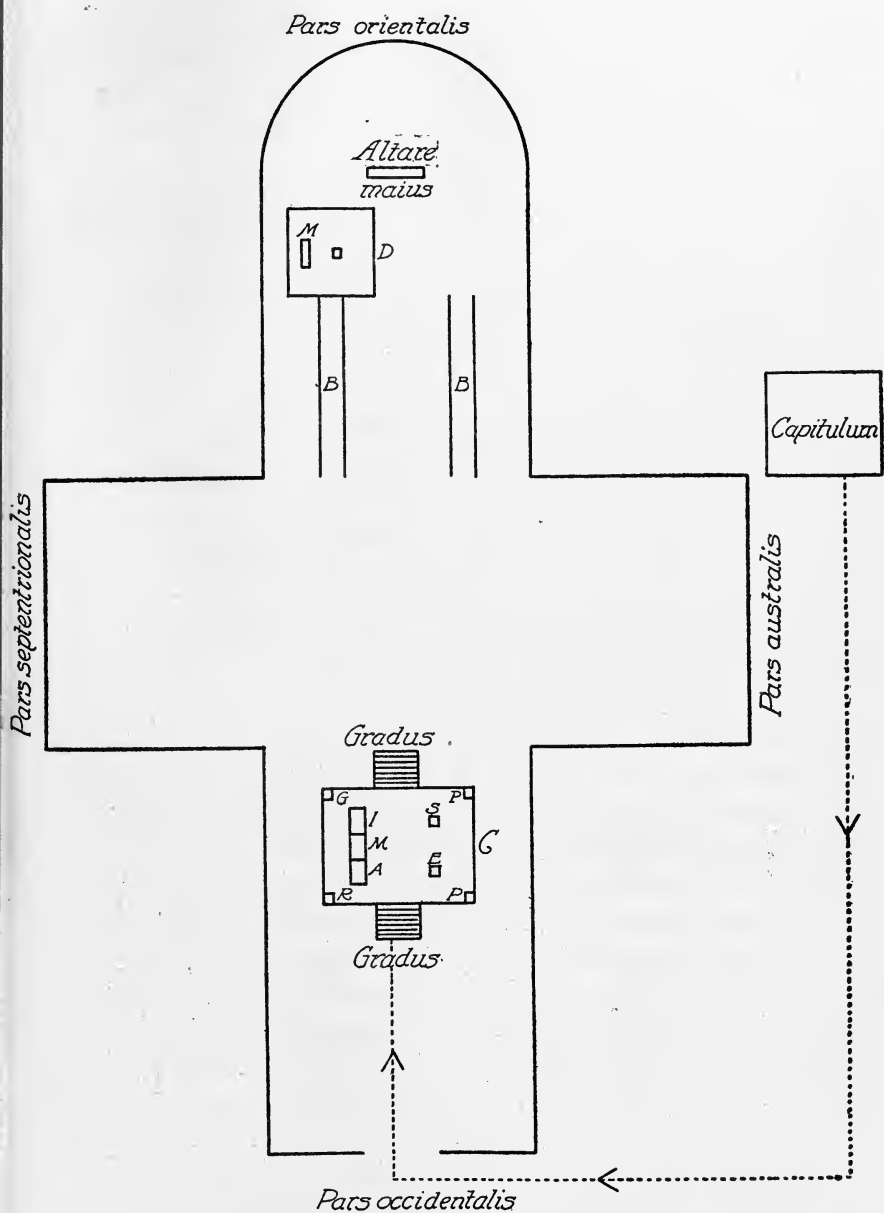 Pars orientalis
Altare
maius
M
D
B B
Capitulum
Pars septentrionalis
Pars australis
Gradus
G P
I S
M C
A E
R P
Gradus
Pars occidentalis